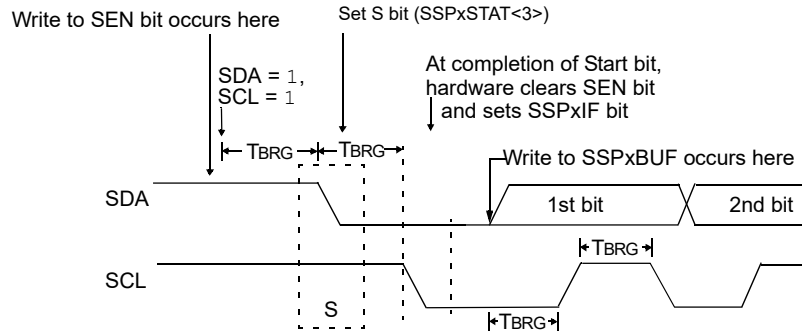 Write to SEN bit occurs here
Set S bit (SSPxSTAT<3>)
SDA = 1,
SCL = 1
At completion of Start bit,
hardware clears SEN bit
and sets SSPxIF bit
TBRG
TBRG
Write to SSPxBUF occurs here
SDA
1st bit
2nd bit
TBRG
SCL
S
TBRG